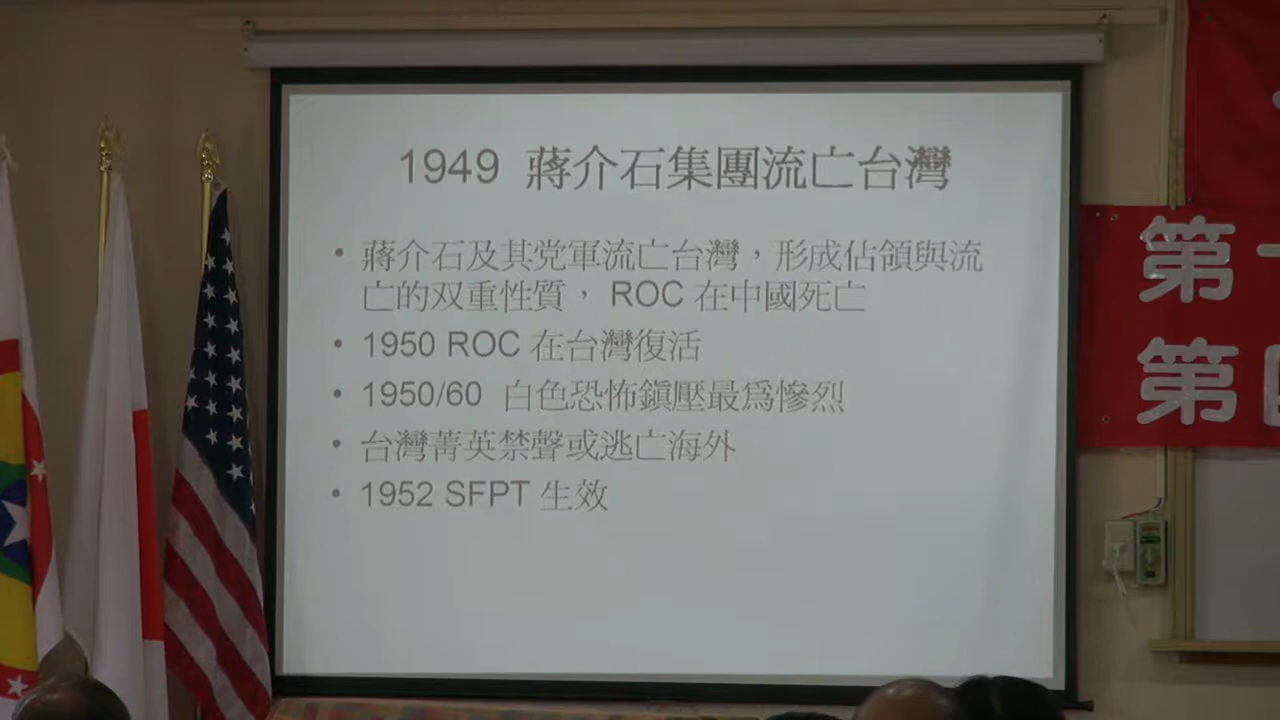 1949 蔣介石集團流亡台灣
• 蔣介石及其党軍流亡台灣，形成佔領與流
亡的双重性質， ROC 在中國死亡
• 1950 ROC 在台灣復活
• 1950/60 白色恐怖鎮壓最為慘烈
• 台灣菁英禁聲或逃亡海外
• 1952 SFPT 生效
第
第